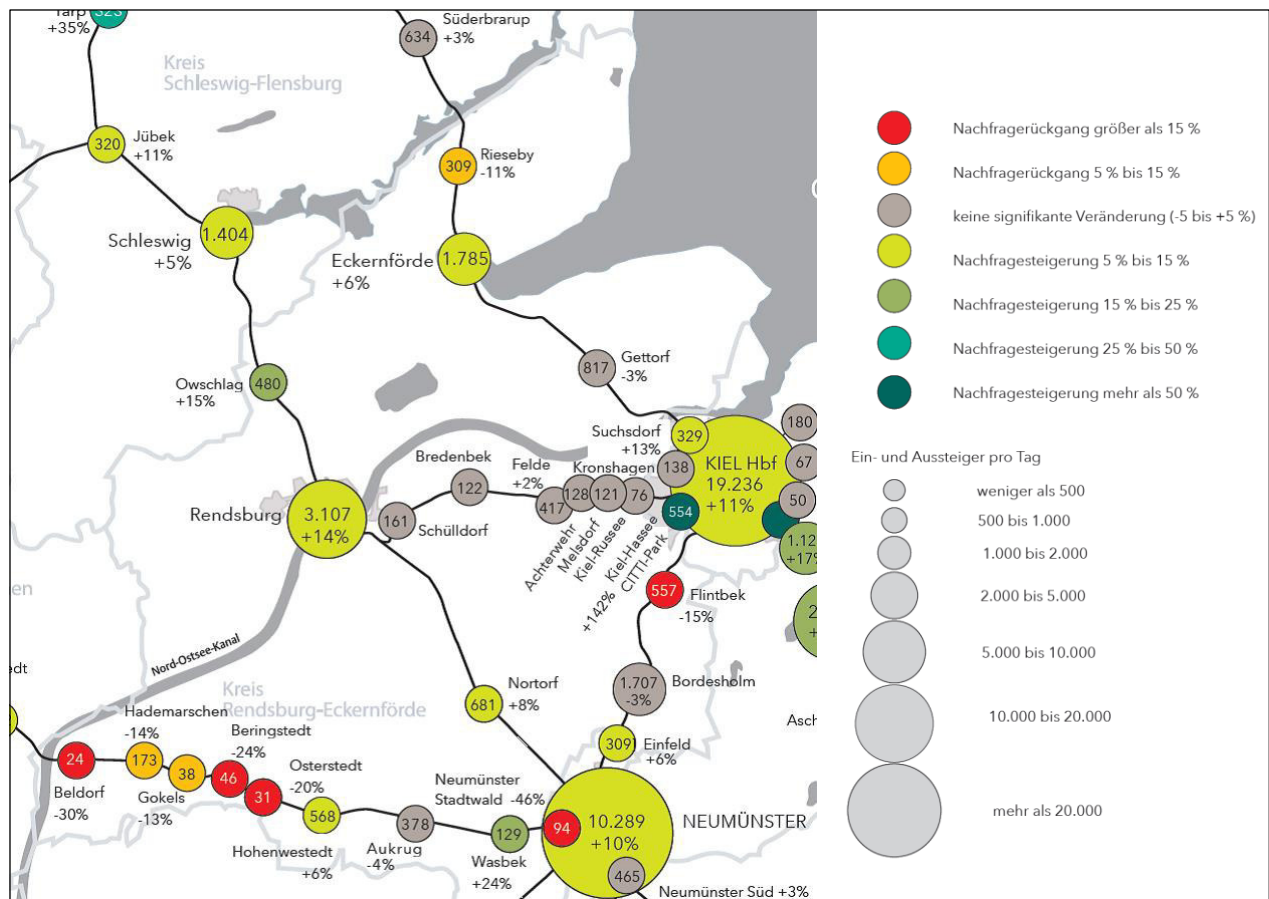 Tarp
323
+35%
Süderbrarup
634
+3%
Kreis
Schleswig-Flensburg
Jübek
320
+11%
Rieseby
309
-11%
Schleswig
1.404
+5%
Eckernförde
1.785
+6%
Owschlag
480
+15%
Gettorf
817
-3%
Suchsdorf
329
+13%
Kronshagen
138
KIEL Hbf
19.236
+11%
180
67
50
1.12
+17%
2
+
Bredenbek
122
Felde
+2%
417
128
121
76
554
Achterwehr
Melsdorf
Kiel-Russee
Kiel-Hassee
CITTI-Park
+142%
Rendsburg
3.107
+14%
161
Schülldorf
557
Flintbek
-15%
Nord-Ostsee-Kanal
en
edt
Kreis
Rendsburg-Eckernförde
Nortorf
681
+8%
1.707
-3%
Bordesholm
Asch
309
Einfeld
+6%
Hademarschen
-14%
Beringstedt
-24%
Osterstedt
-20%
24
173
38
46
31
568
378
129
94
Beldorf
-30%
Gokels
-13%
Hohenwestedt
+6%
Aukrug
-4%
Wasbek
+24%
Neumünster
Stadtwald -46%
10.289
+10%
NEUMÜNSTER
465
Neumünster Süd +3%
Nachfragerückgang größer als 15 %
Nachfragerückgang 5 % bis 15 %
keine signifikante Veränderung (-5 bis +5 %)
Nachfragesteigerung 5 % bis 15 %
Nachfragesteigerung 15 % bis 25 %
Nachfragesteigerung 25 % bis 50 %
Nachfragesteigerung mehr als 50 %
Ein- und Aussteiger pro Tag
weniger als 500
500 bis 1.000
1.000 bis 2.000
2.000 bis 5.000
5.000 bis 10.000
10.000 bis 20.000
mehr als 20.000